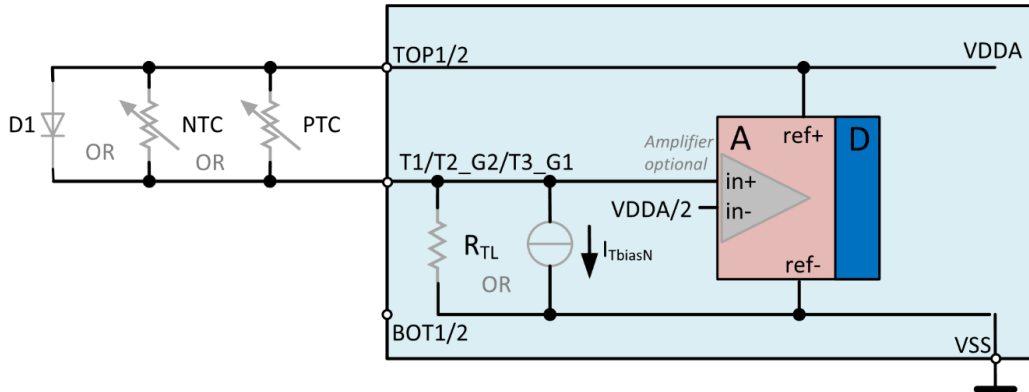 TOP1/2
VDDA
D1
OR
NTC
OR
PTC
Amplifier
optional
A
D
ref+
T1/T2_G2/T3_G1
in+
VDDA/2
in-
RTL
OR
ITbiasN
ref-
BOT1/2
VSS